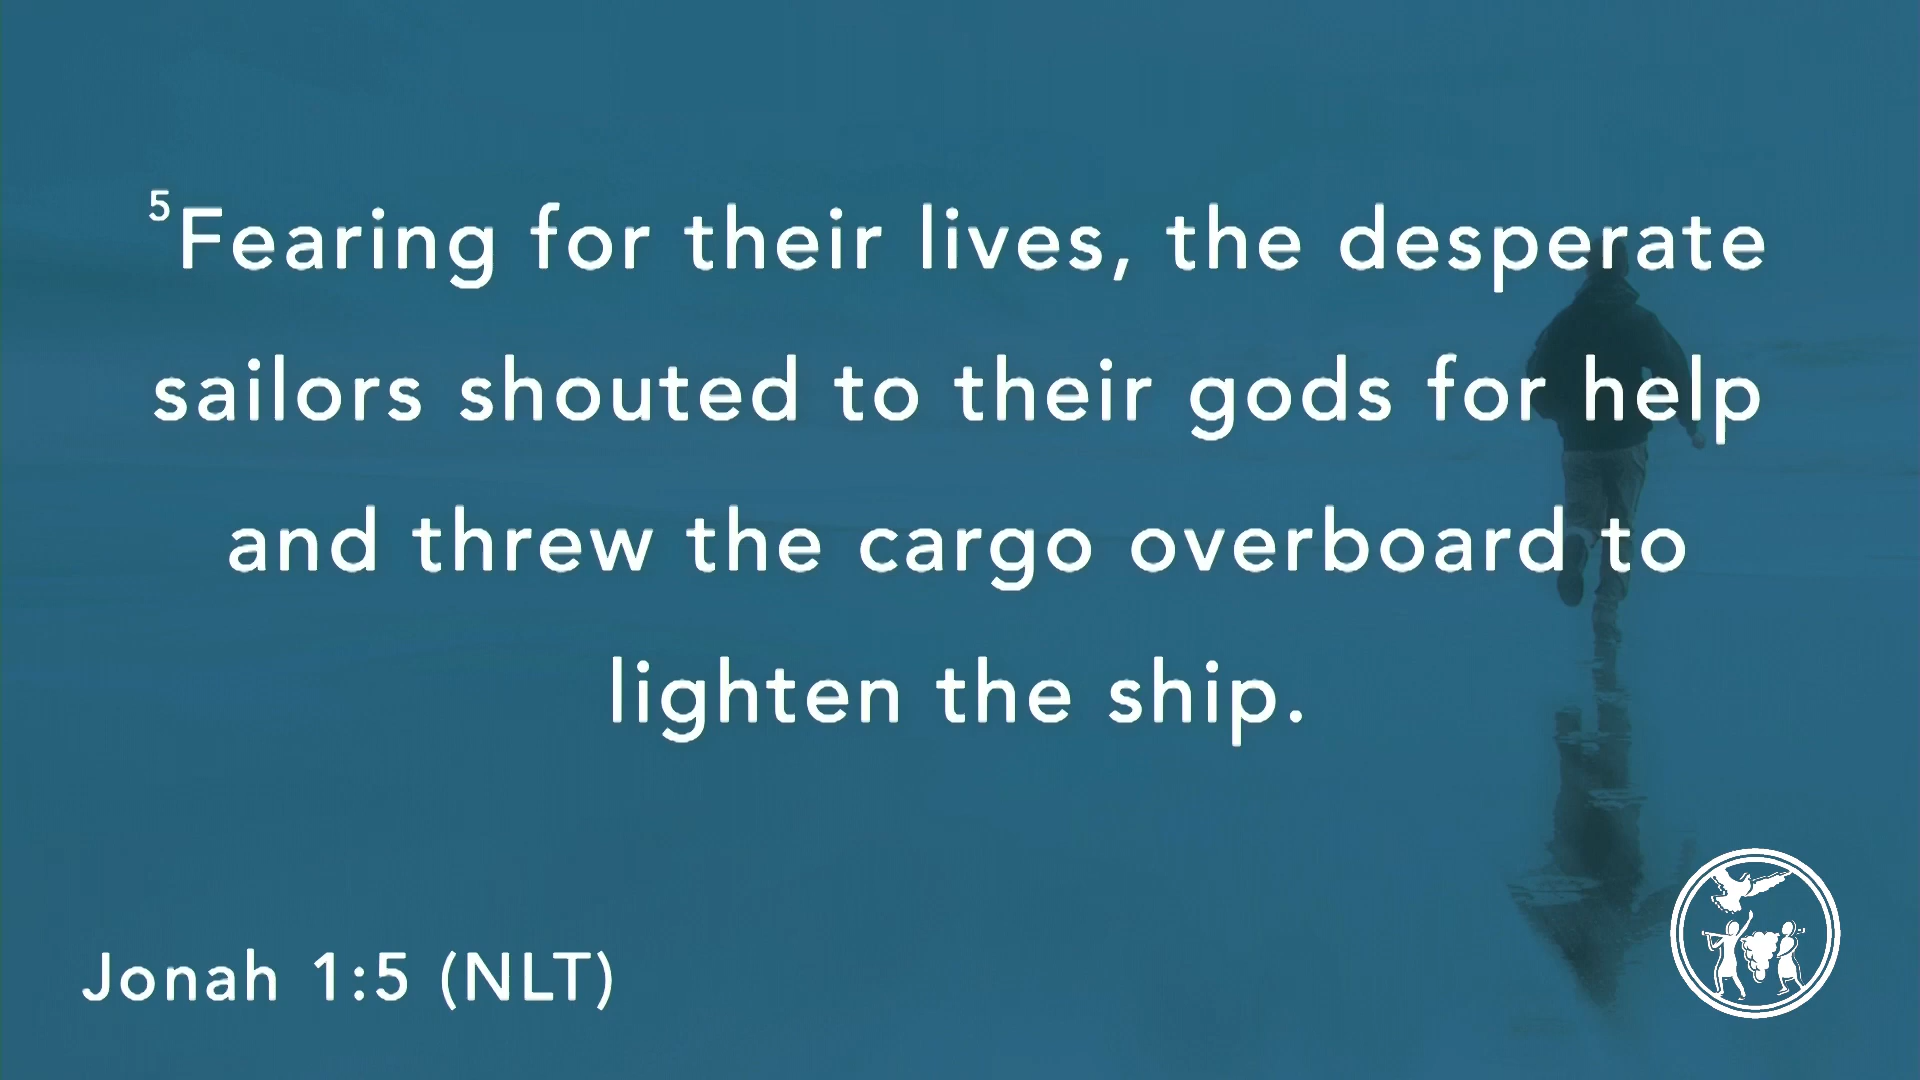 ⁵Fearing for their lives, the desperate
sailors shouted to their gods for help
and threw the cargo overboard to
lighten the ship.
Jonah 1:5 (NLT)